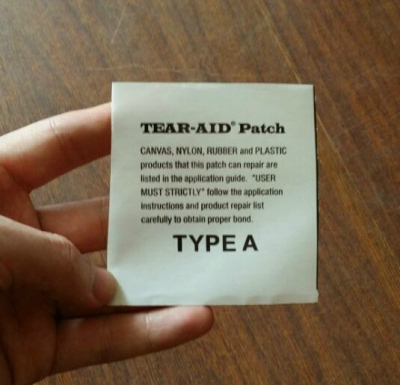 TEAR-AID® Patch
CANVAS, NYLON, RUBBER and PLASTIC
products that this patch can repair are
listed in the application guide. "USER
MUST STRICTLY" follow the application
instructions and product repair list
carefully to obtain proper bond.
TYPE A